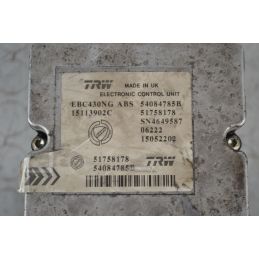 TRW MADE IN UK
ELECTRONIC CONTROL UNIT
EBC430NG ABS 54084785B
15113902C 51758178
SN4649587
06222
15052202
51758178 TRW
54084785B